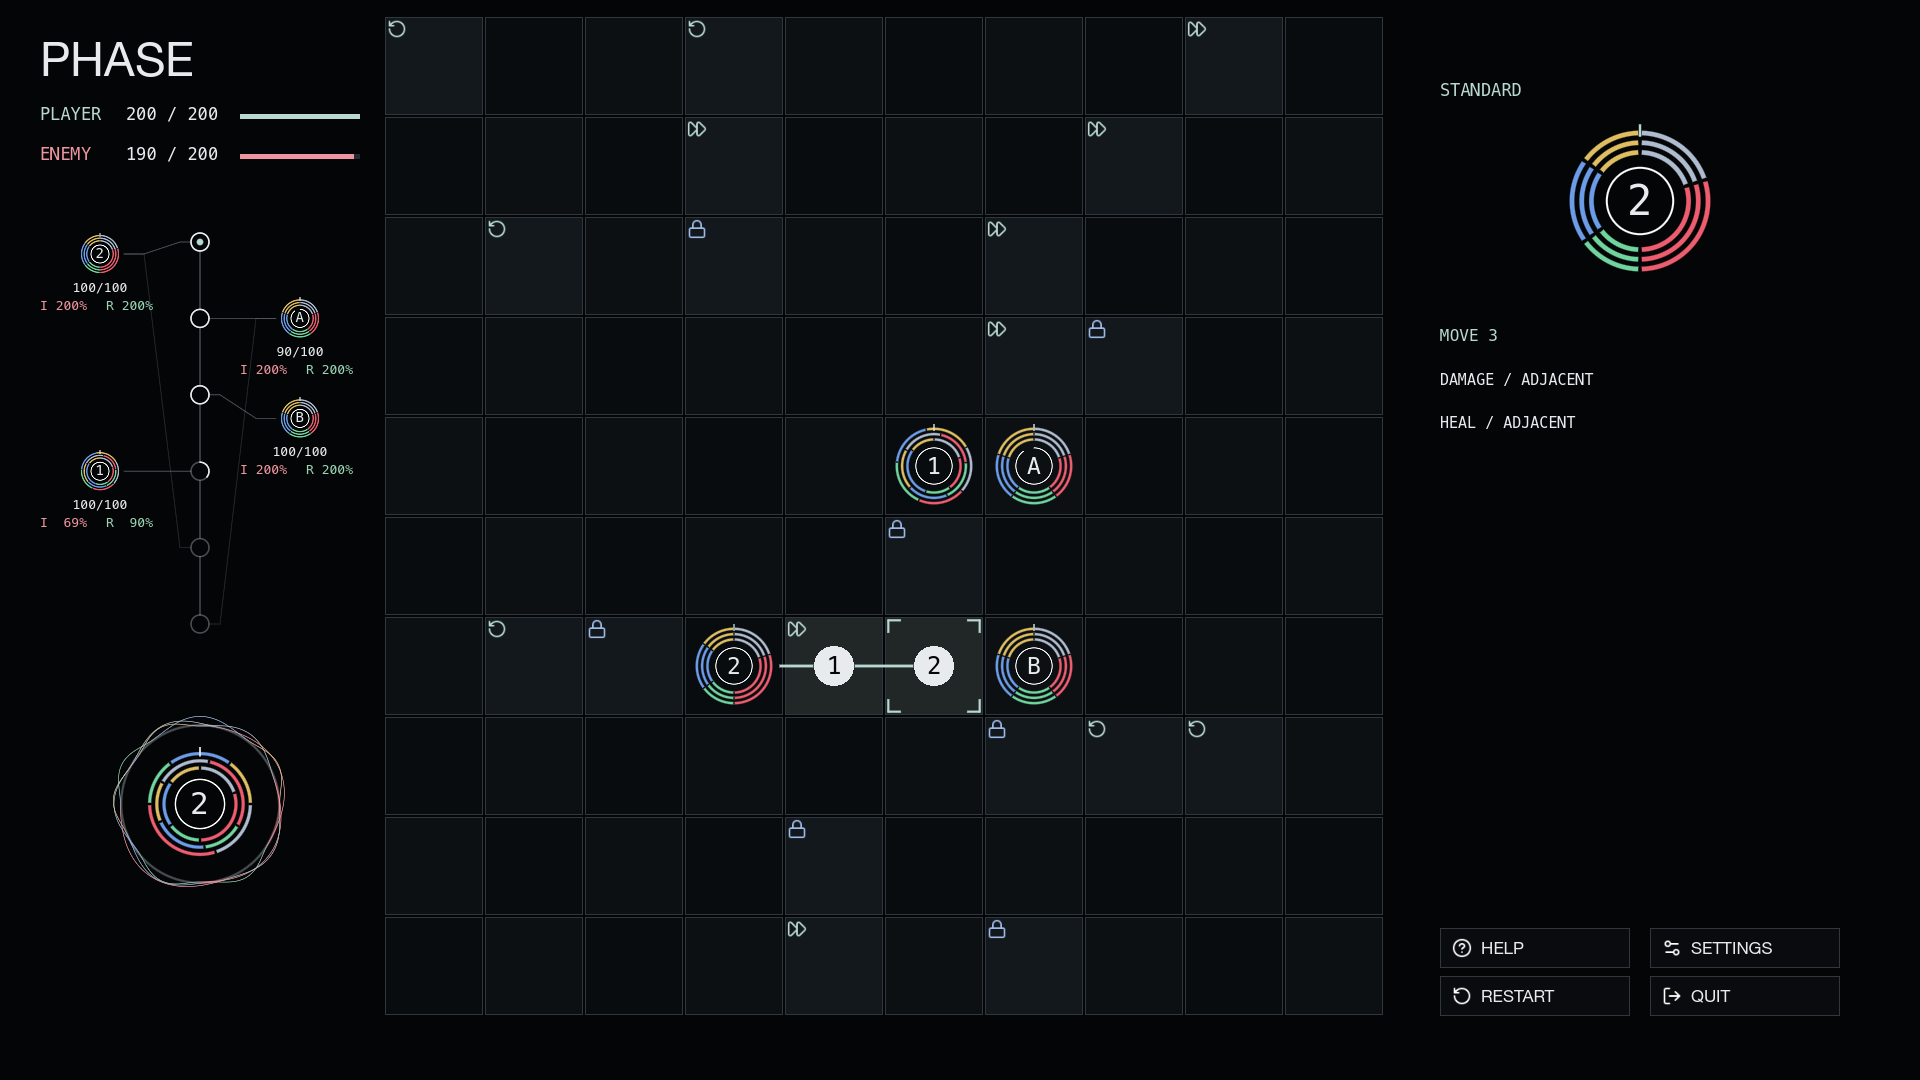 PHASE
PLAYER 200 / 200
ENEMY 190 / 200
2
100/100
I 200% R 200%
A
90/100
I 200% R 200%
B
100/100
I 200% R 200%
1
100/100
I 69% R 90%
2
1 A
2 1 2 B
STANDARD
2
MOVE 3
DAMAGE / ADJACENT
HEAL / ADJACENT
HELP
SETTINGS
RESTART
QUIT